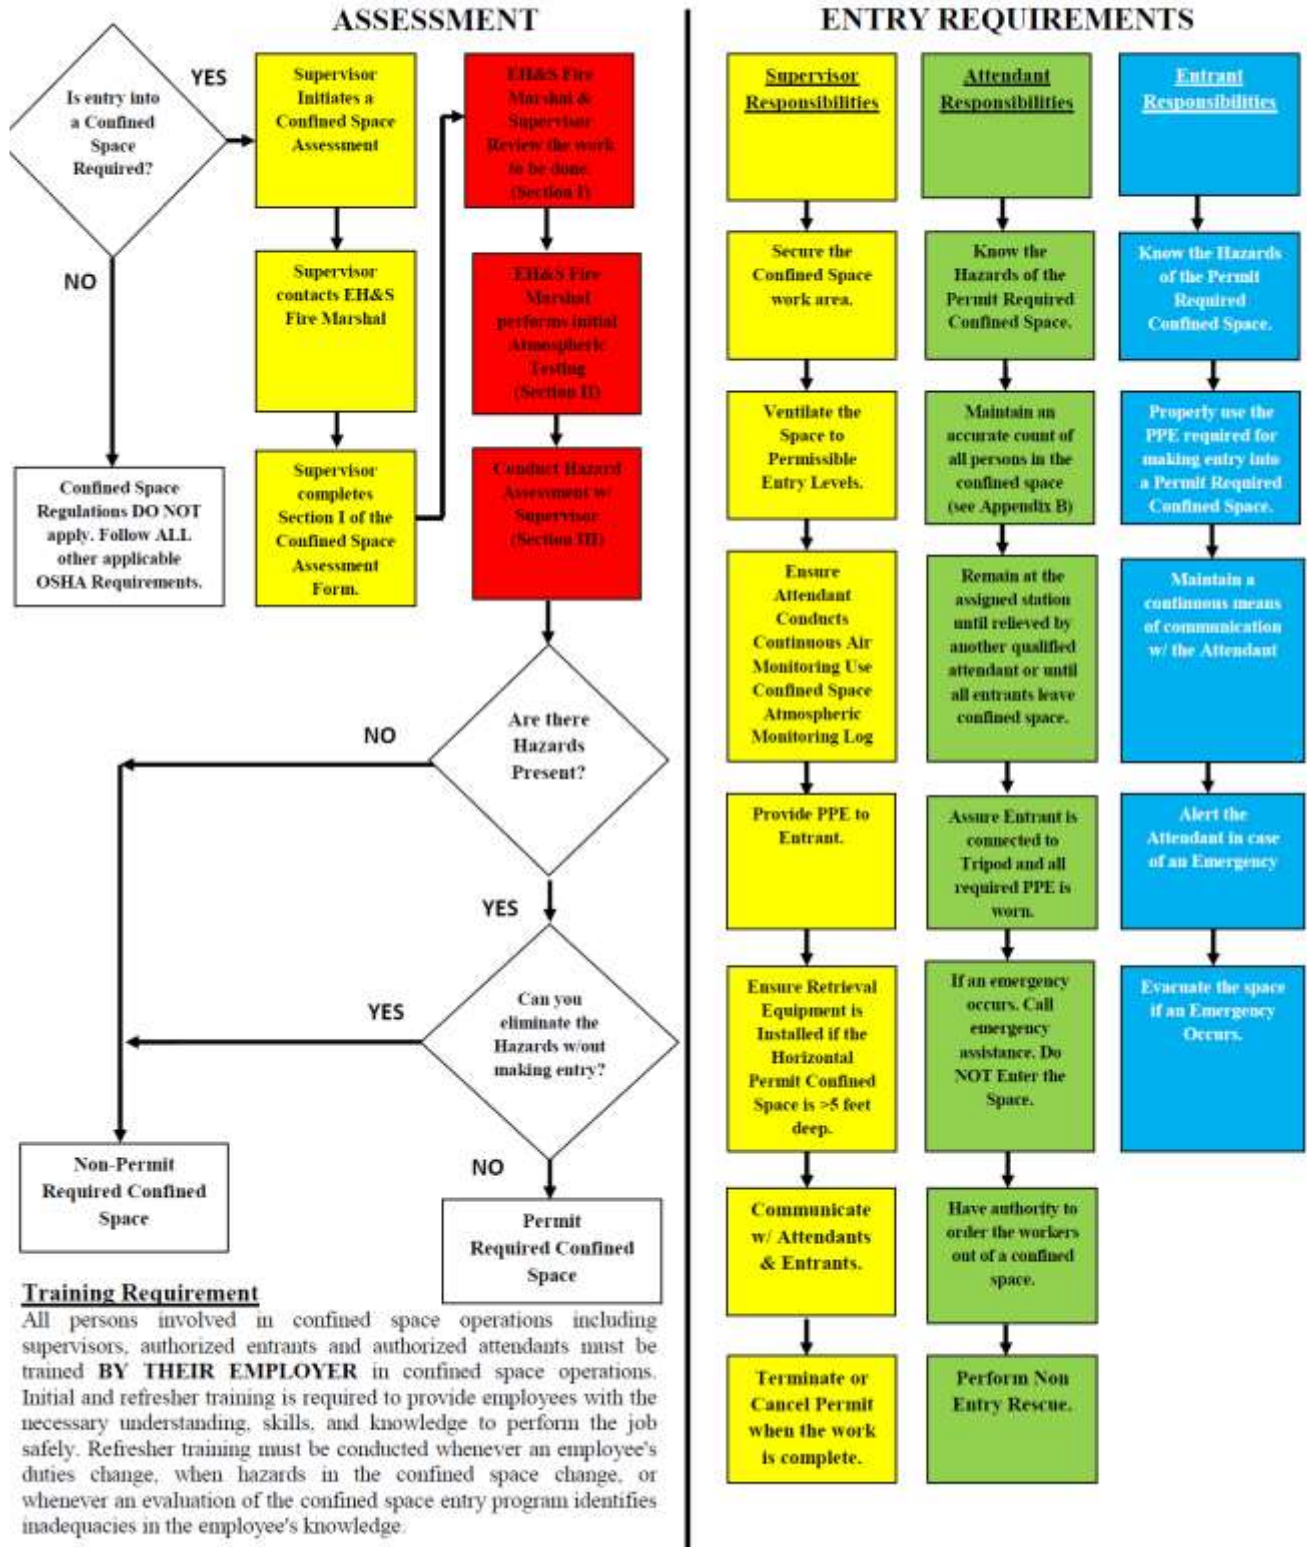 ASSESSMENT
Is entry into
a Confined
Space
Required?
YES
NO
Supervisor
Initiates a
Confined Space
Assessment
Supervisor
contacts EH&S
Fire Marshal
Supervisor
completes
Section I of the
Confined Space
Assessment
Form.
EH&S Fire
Marshal &
Supervisor
Review the work
to be done.
(Section I)
EH&S Fire
Marshal
performs initial
Atmospheric
Testing
(Section II)
Conduct Hazard
Assessment w/
Supervisor
(Section III)
Confined Space
Regulations DO NOT
apply. Follow ALL
other applicable
OSHA Requirements.
Are there
Hazards
Present?
NO
YES
Can you
eliminate the
Hazards w/out
making entry?
YES
NO
Non-Permit
Required Confined
Space
Permit
Required Confined
Space
Training Requirement
All persons involved in confined space operations including
supervisors, authorized entrants and authorized attendants must be
trained BY THEIR EMPLOYER in confined space operations.
Initial and refresher training is required to provide employees with the
necessary understanding, skills, and knowledge to perform the job
safely. Refresher training must be conducted whenever an employee's
duties change, when hazards in the confined space change, or
whenever an evaluation of the confined space entry program identifies
inadequacies in the employee's knowledge.
ENTRY REQUIREMENTS
Supervisor
Responsibilities
Secure the
Confined Space
work area.
Ventilate the
Space to
Permissible
Entry Levels.
Ensure
Attendant
Conducts
Continuous Air
Monitoring Use
Confined Space
Atmospheric
Monitoring Log
Provide PPE to
Entrant.
Ensure Retrieval
Equipment is
Installed if the
Horizontal
Permit Confined
Space is >5 feet
deep.
Communicate
w/ Attendants
& Entrants.
Terminate or
Cancel Permit
when the work
is complete.
Attendant
Responsibilities
Know the
Hazards of the
Permit Required
Confined Space.
Maintain an
accurate count of
all persons in the
confined space
(see Appendix B)
Remain at the
assigned station
until relieved by
another qualified
attendant or until
all entrants leave
confined space.
Assure Entrant is
connected to
Tripod and all
required PPE is
worn.
If an emergency
occurs. Call
emergency
assistance. Do
NOT Enter the
Space.
Have authority to
order the workers
out of a confined
space.
Perform Non
Entry Rescue.
Entrant
Responsibilities
Know the Hazards
of the Permit
Required
Confined Space.
Properly use the
PPE required for
making entry into
a Permit Required
Confined Space.
Maintain a
continuous means
of communication
w/ the Attendant
Alert the
Attendant in case
of an Emergency
Evacuate the space
if an Emergency
Occurs.